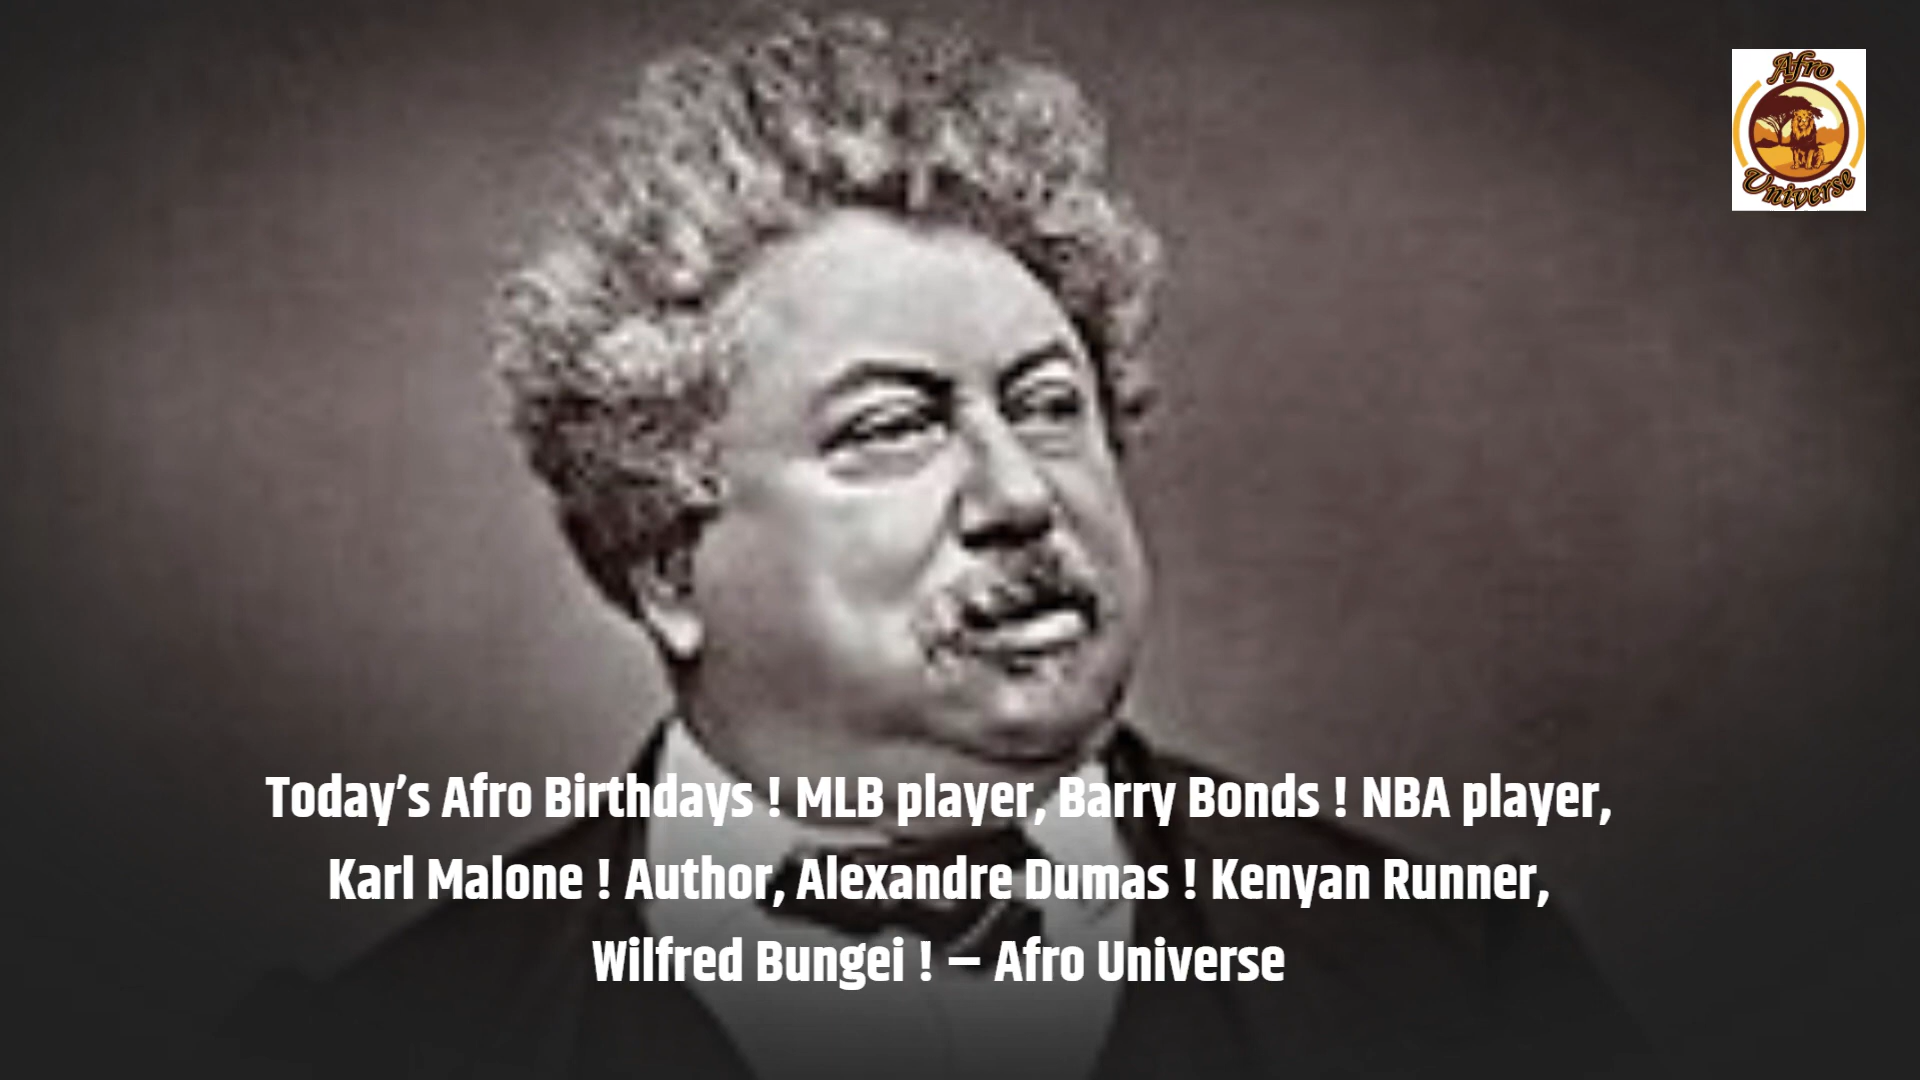 Afro
Universe
Today’s Afro Birthdays ! MLB player, Barry Bonds ! NBA player,
Karl Malone ! Author, Alexandre Dumas ! Kenyan Runner,
Wilfred Bungei ! – Afro Universe